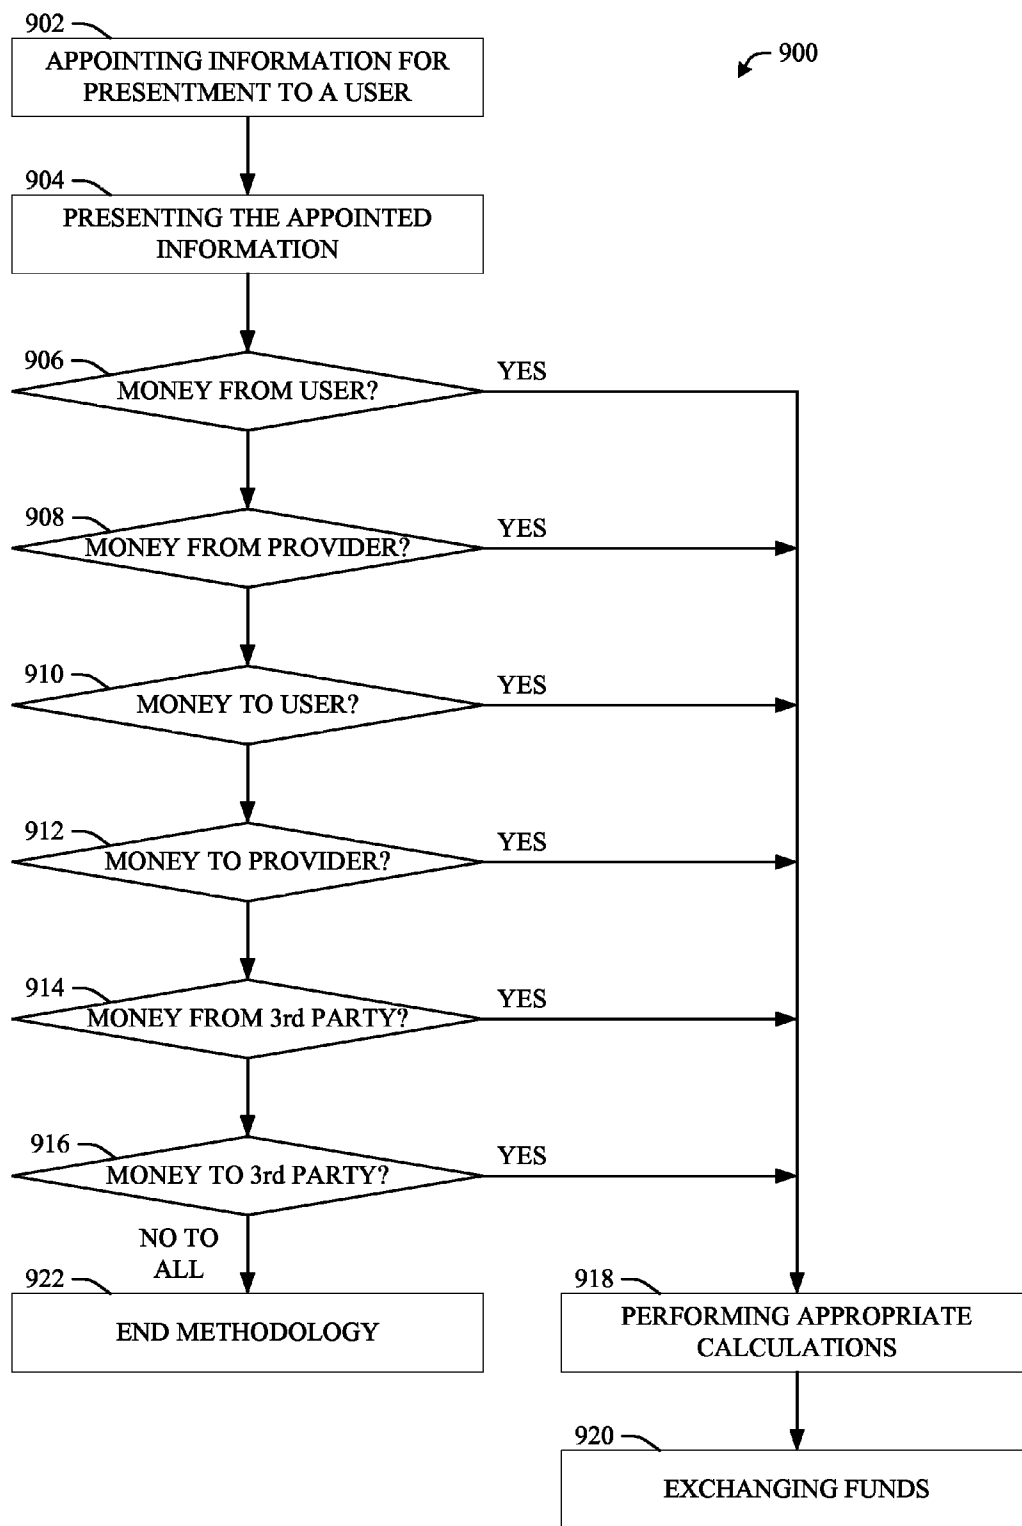 902
APPOINTING INFORMATION FOR
PRESENTMENT TO A USER
900
904
PRESENTING THE APPOINTED
INFORMATION
906
MONEY FROM USER?
YES
908
MONEY FROM PROVIDER?
YES
910
MONEY TO USER?
YES
912
MONEY TO PROVIDER?
YES
914
MONEY FROM 3rd PARTY?
YES
916
MONEY TO 3rd PARTY?
YES
NO TO
ALL
922
END METHODOLOGY
918
PERFORMING APPROPRIATE
CALCULATIONS
920
EXCHANGING FUNDS